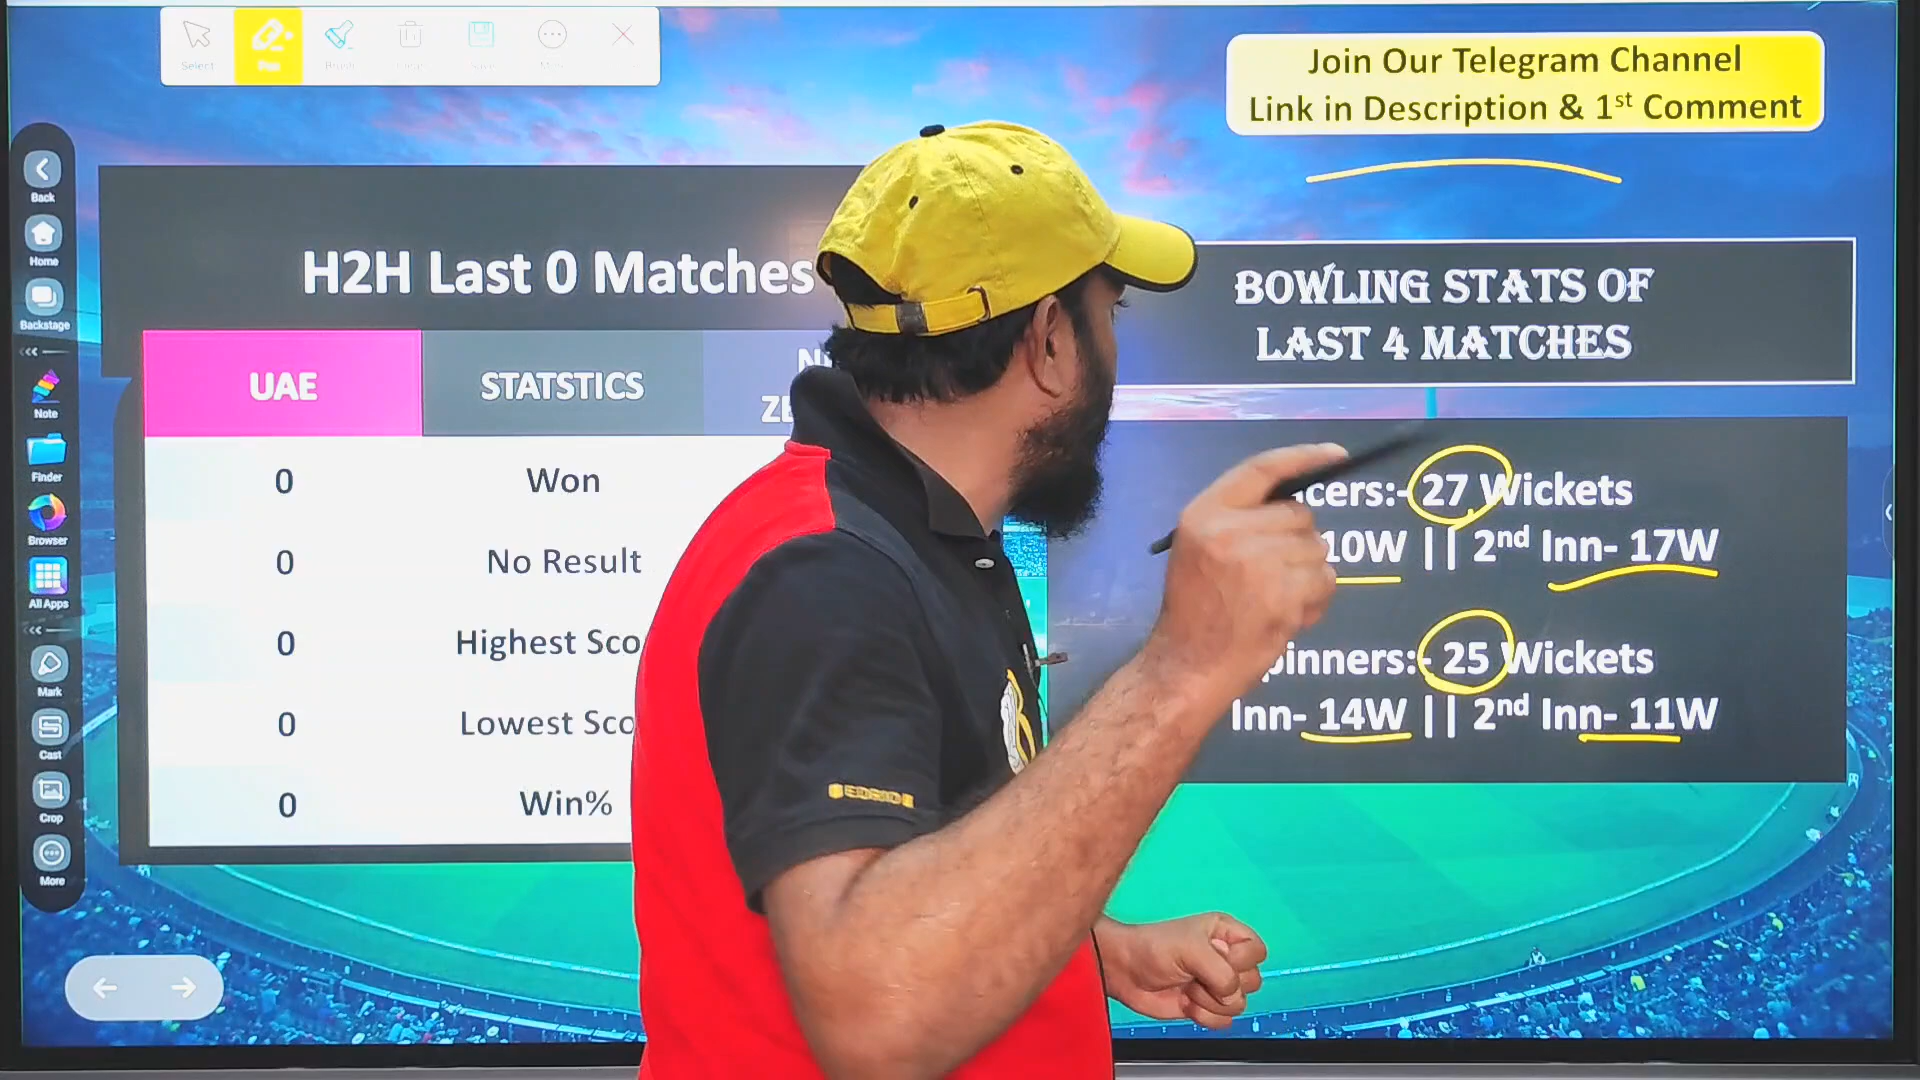 Select
Join Our Telegram Channel
Link in Description & 1st Comment
Back
Home
Backstage
Note
Finder
Browser
All Apps
Mark
Cast
Crop
More
H2H Last 0 Matches
UAE
STATSTICS
0
Won
0
No Result
0
Highest Sco
0
Lowest Sco
0
Win%
BOWLING STATS OF
LAST 4 MATCHES
27 Wickets
10W || 2nd Inn- 17W
25 Wickets
Inn- 14W || 2nd Inn- 11W